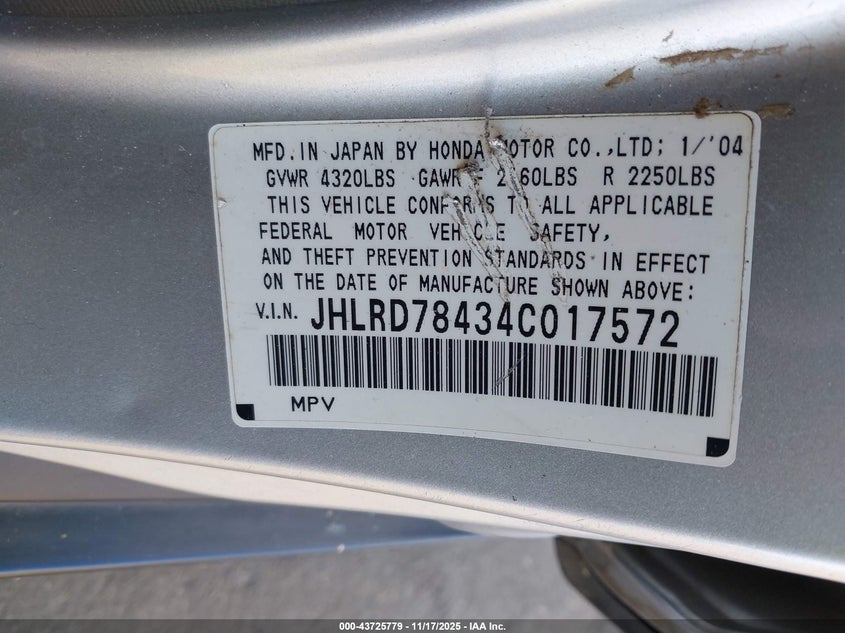 MFD. IN JAPAN BY HONDA MOTOR CO.,LTD; 1/'04
GVWR 4320LBS GAWR F 2160LBS R 2250LBS
THIS VEHICLE CONFORMS TO ALL APPLICABLE
FEDERAL MOTOR VEHICLE SAFETY,
AND THEFT PREVENTION STANDARDS IN EFFECT
ON THE DATE OF MANUFACTURE SHOWN ABOVE:
V.I.N. JHLRD78434C017572
MPV
000-43725779 - 11/17/2025 - IAA Inc.